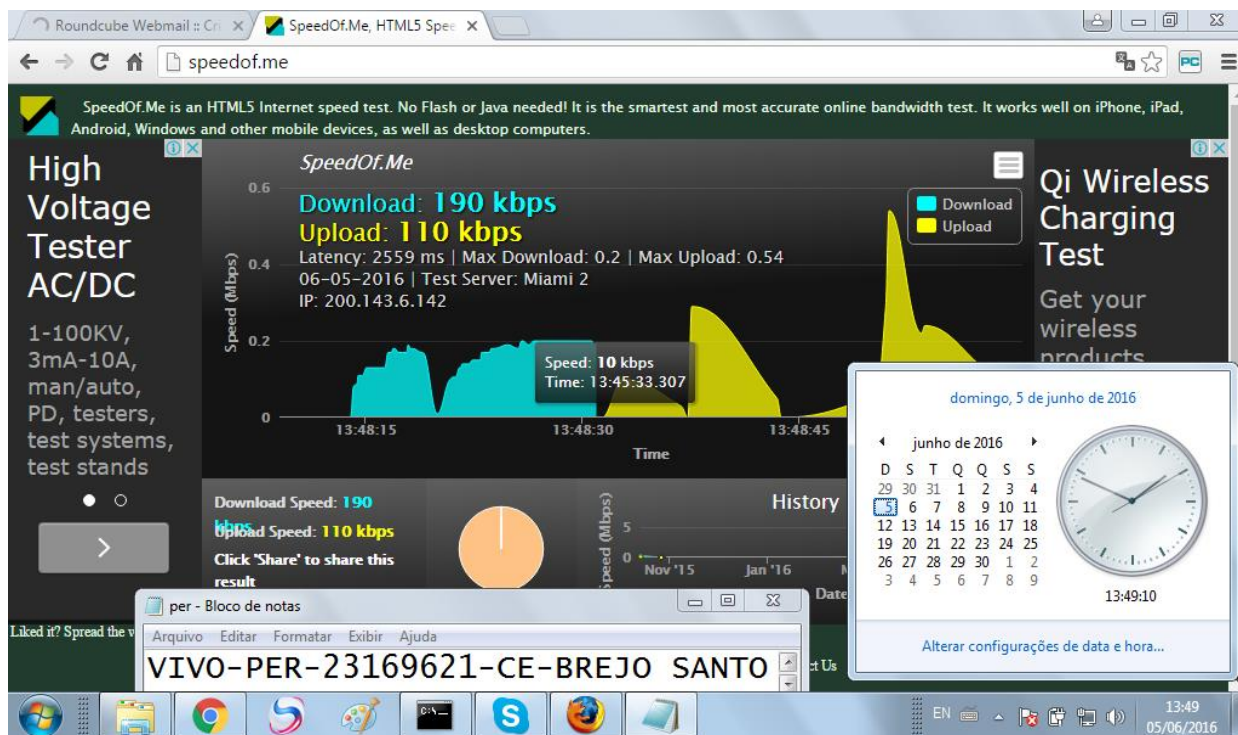 Roundcube Webmail :: Cri
SpeedOf.Me, HTML5 Spee
speedof.me
PC
SpeedOf.Me is an HTML5 Internet speed test. No Flash or Java needed! It is the smartest and most accurate online bandwidth test. It works well on iPhone, iPad,
Android, Windows and other mobile devices, as well as desktop computers.
High
Voltage
Tester
AC/DC
1-100KV,
3mA-10A,
man/auto,
PD, testers,
test systems,
test stands
SpeedOf.Me
Download: 190 kbps
Upload: 110 kbps
Latency: 2559 ms | Max Download: 0.2 | Max Upload: 0.54
06-05-2016 | Test Server: Miami 2
IP: 200.143.6.142
Download
Upload
Speed (Mbps)
0.6
0.4
0.2
0
Speed: 10 kbps
Time: 13:45:33.307
13:48:15
13:48:30
13:48:45
Time
Qi Wireless
Charging
Test
Get your
wireless
products
Download Speed: 190
kbps
Upload Speed: 110 kbps
Click 'Share' to share this
result
History
Speed (Mbps)
5
0
Nov '15
Jan '16
Date
Liked it? Spread the
ct Us
per - Bloco de notas
Arquivo Editar Formatar Exibir Ajuda
VIVO-PER-23169621-CE-BREJO SANTO
domingo, 5 de junho de 2016
junho de 2016
D S T Q Q S S
29 30 31 1 2 3 4
5 6 7 8 9 10 11
12 13 14 15 16 17 18
19 20 21 22 23 24 25
26 27 28 29 30 1 2
3 4 5 6 7 8 9
13:49:10
Alterar configurações de data e hora...
EN
13:49
05/06/2016